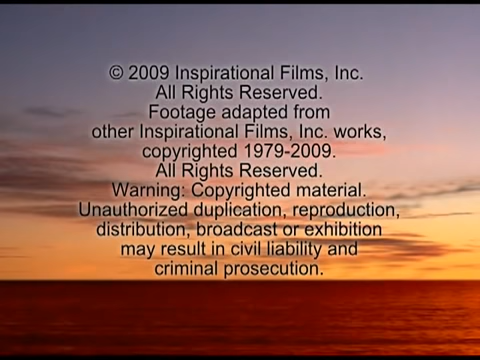 © 2009 Inspirational Films, Inc.
All Rights Reserved.
Footage adapted from
other Inspirational Films, Inc. works,
copyrighted 1979-2009.
All Rights Reserved.
Warning: Copyrighted material.
Unauthorized duplication, reproduction,
distribution, broadcast or exhibition
may result in civil liability and
criminal prosecution.